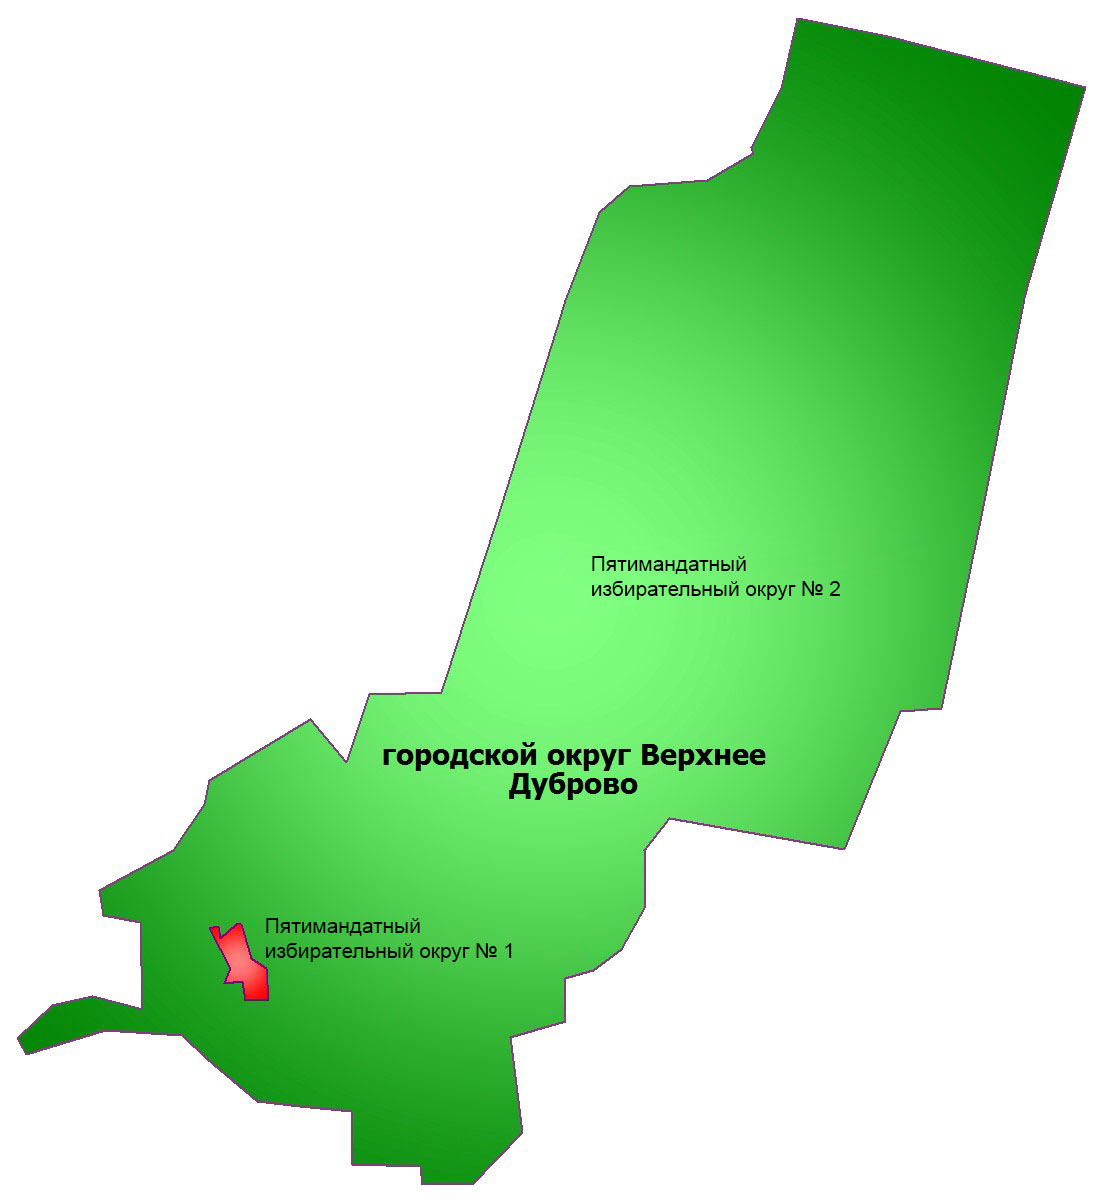 Пятимандатный
избирательный округ № 2
городской округ Верхнее
Дуброво
Пятимандатный
избирательный округ № 1